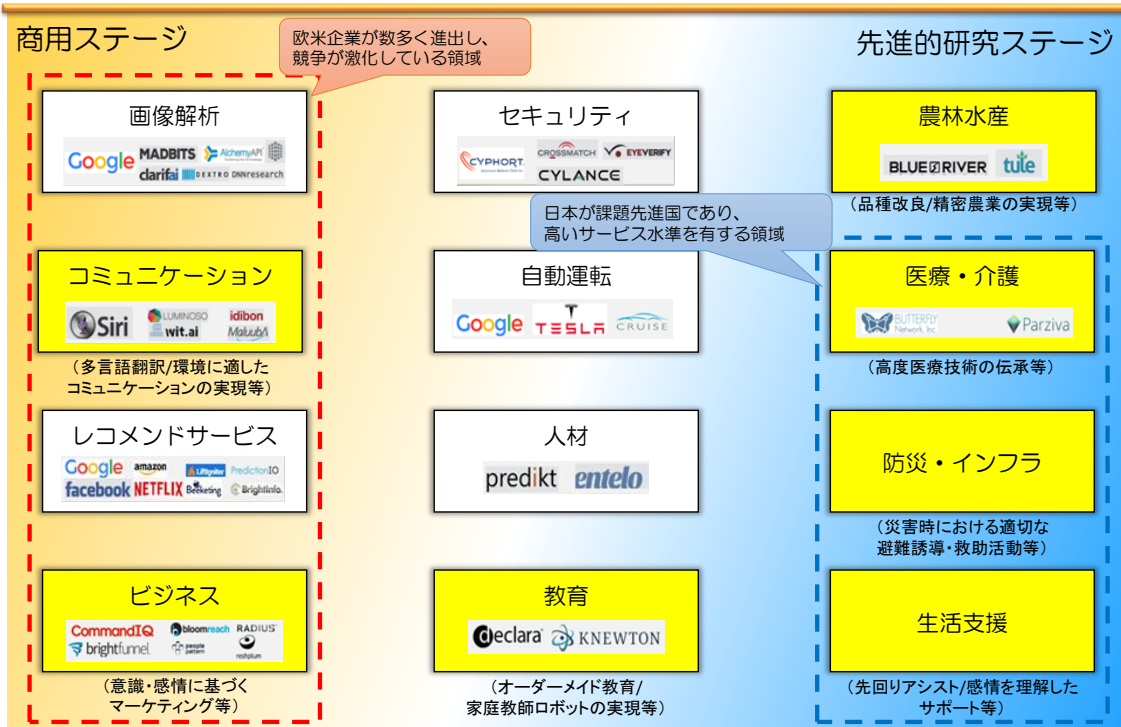 商用ステージ
欧米企業が数多く進出し、
競争が激化している領域
先進的研究ステージ
画像解析
Google MADBITS AlchemyAPI
clarifai DEXTRO DNNresearch
セキュリティ
CYPHORT CROSSMATCH EYEVERIFY
CYLANCE
農林水産
BLUE RIVER tule
(品種改良/精密農業の実現等)
日本が課題先進国であり、
高いサービス水準を有する領域
コミュニケーション
Siri LUMINOSO idibon
wit.ai Maluuba
(多言語翻訳/環境に適した
コミュニケーションの実現等)
自動運転
Google TESLA CRUISE
医療・介護
BUTTERFLY
Network, Inc. Parziva
(高度医療技術の伝承等)
レコメンドサービス
Google amazon LiftIgniter PredictionIO
facebook NETFLIX Beeketing BrightInfo.
人材
predikt entelo
防災・インフラ
(災害時における適切な
避難誘導・救助活動等)
ビジネス
CommandIQ bloomreach RADIUS
brightfunnel people
pattern
(意識・感情に基づく
マーケティング等)
教育
declara KNEWTON
(オーダーメイド教育/
家庭教師ロボットの実現等)
生活支援
(先回りアシスト/感情を理解した
サポート等)